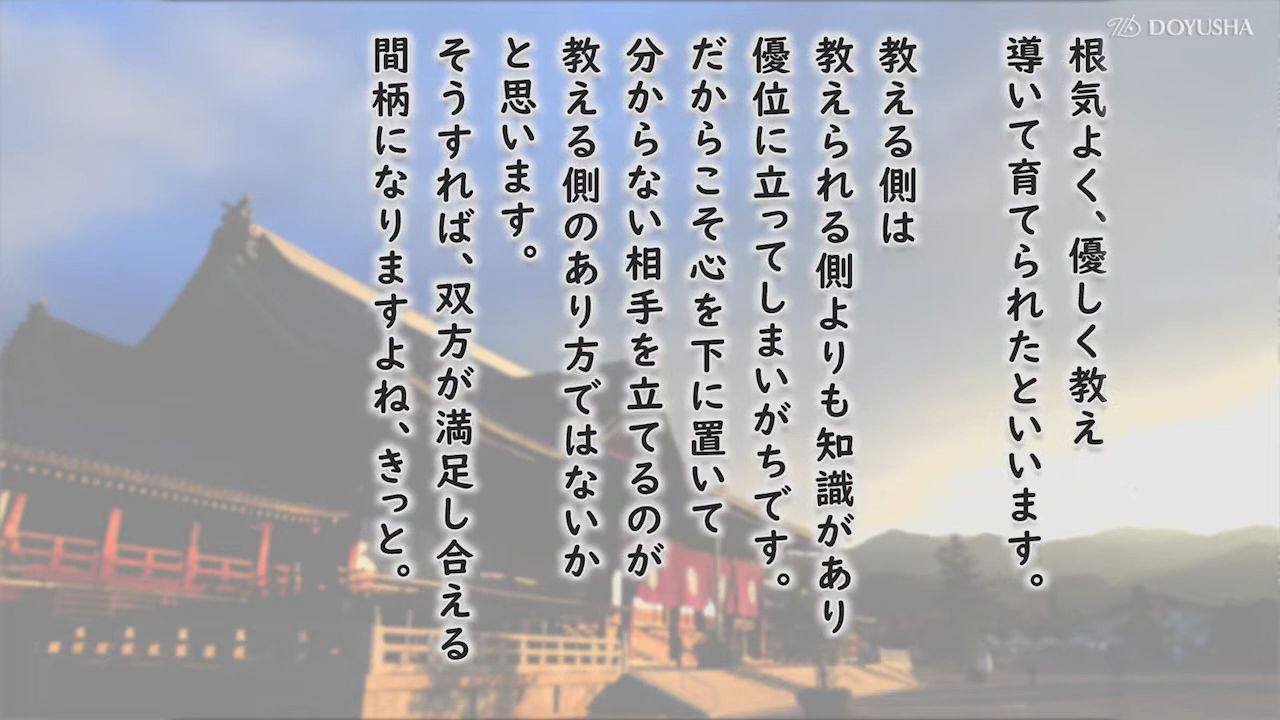 DOYUSHA
根気よく、優しく教え
導いて育てられたといいます。
教える側は
教えられる側よりも知識があり
優位に立ってしまいがちです。
だからこそ心を下に置いて
分からない相手を立てるのが
教える側のあり方ではないか
と思います。
そうすれば、双方が満足し合える
間柄になりますよね、きっと。